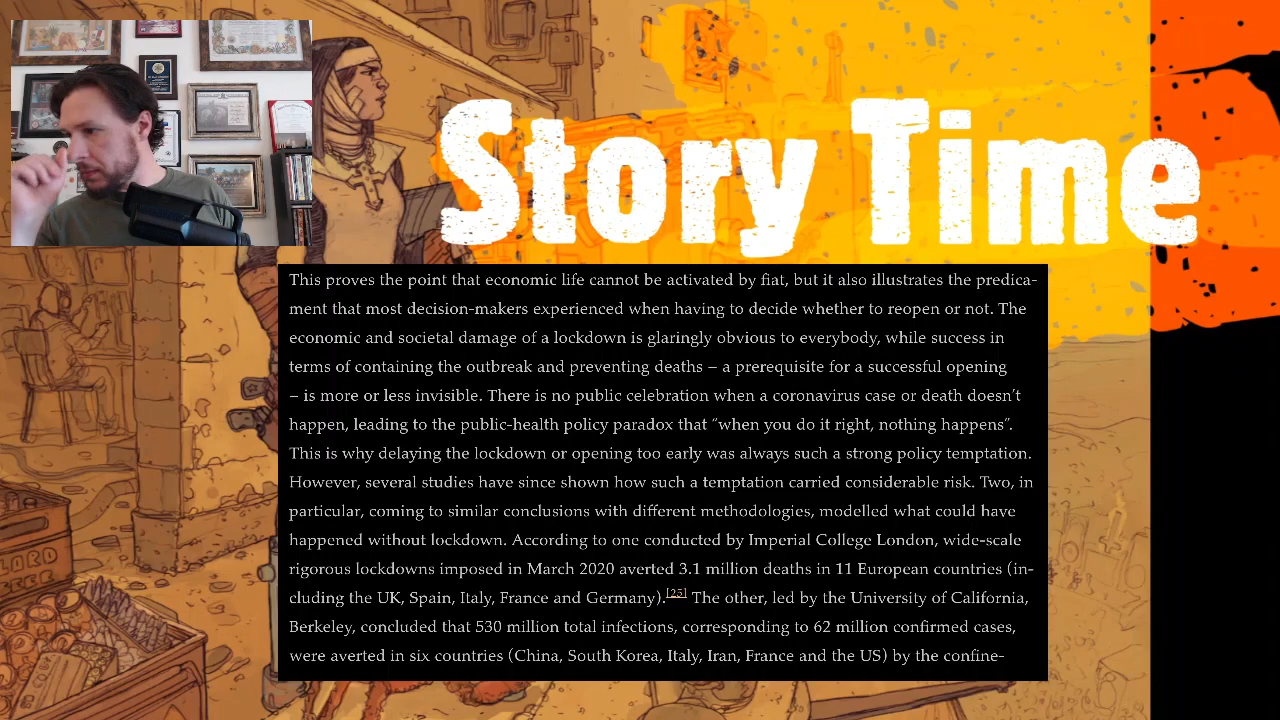 Story Time
This proves the point that economic life cannot be activated by fiat, but it also illustrates the predica-
ment that most decision-makers experienced when having to decide whether to reopen or not. The
economic and societal damage of a lockdown is glaringly obvious to everybody, while success in
terms of containing the outbreak and preventing deaths – a prerequisite for a successful opening
– is more or less invisible. There is no public celebration when a coronavirus case or death doesn’t
happen, leading to the public-health policy paradox that “when you do it right, nothing happens”.
This is why delaying the lockdown or opening too early was always such a strong policy temptation.
However, several studies have since shown how such a temptation carried considerable risk. Two, in
particular, coming to similar conclusions with different methodologies, modelled what could have
happened without lockdown. According to one conducted by Imperial College London, wide-scale
rigorous lockdowns imposed in March 2020 averted 3.1 million deaths in 11 European countries (in-
cluding the UK, Spain, Italy, France and Germany).[25] The other, led by the University of California,
Berkeley, concluded that 530 million total infections, corresponding to 62 million confirmed cases,
were averted in six countries (China, South Korea, Italy, Iran, France and the US) by the confine-